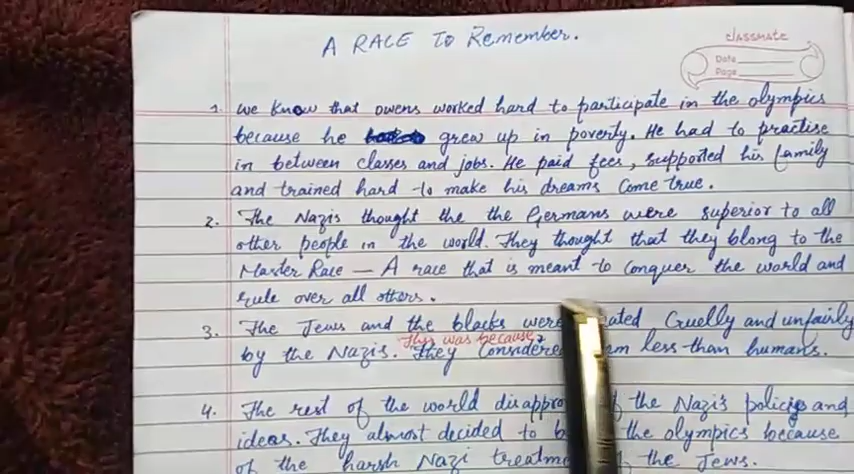 A RACE TO Remember.
CLASSMATE
Date
Page
1. we know that owens worked hard to participate in the olympics
because he grew up in poverty. He had to practise
in between classes and jobs. He paid fees, supported his family
and trained hard to make his dreams come true.
2. The Nazis thought the the Germans were superior to all
other people in the world. They thought that they blong to the
Master Race — A race that is meant to conquer the world and
rule over all others.
3. The Jews and the blacks were ated Cruelly and unfairly
This was because
by the Nazis. They Considere m less than humans.
4. The rest of the world disappro f the Nazi's policies and
ideas. They almost decided to b the olympics because
of the harsh Nazi treatme the Jews.